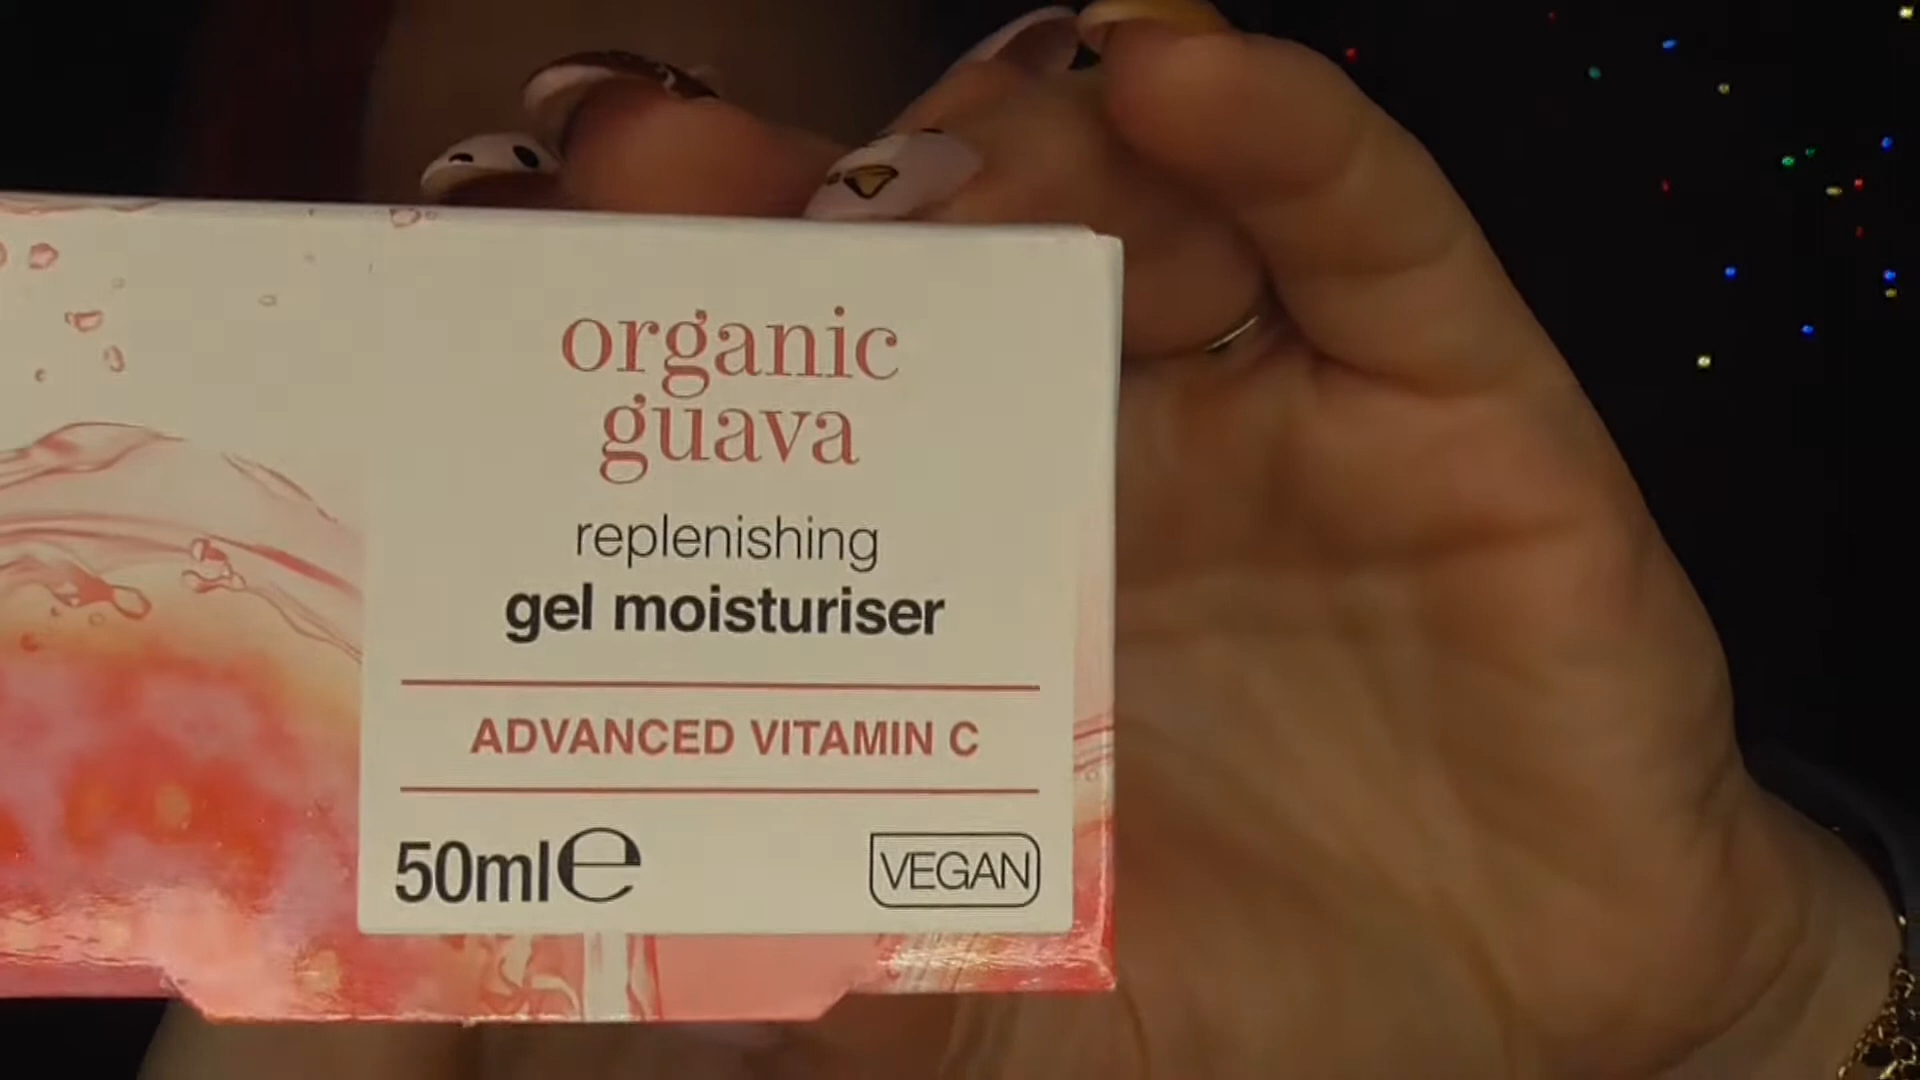 organic
guava
replenishing
gel moisturiser
ADVANCED VITAMIN C
50ml℮
VEGAN